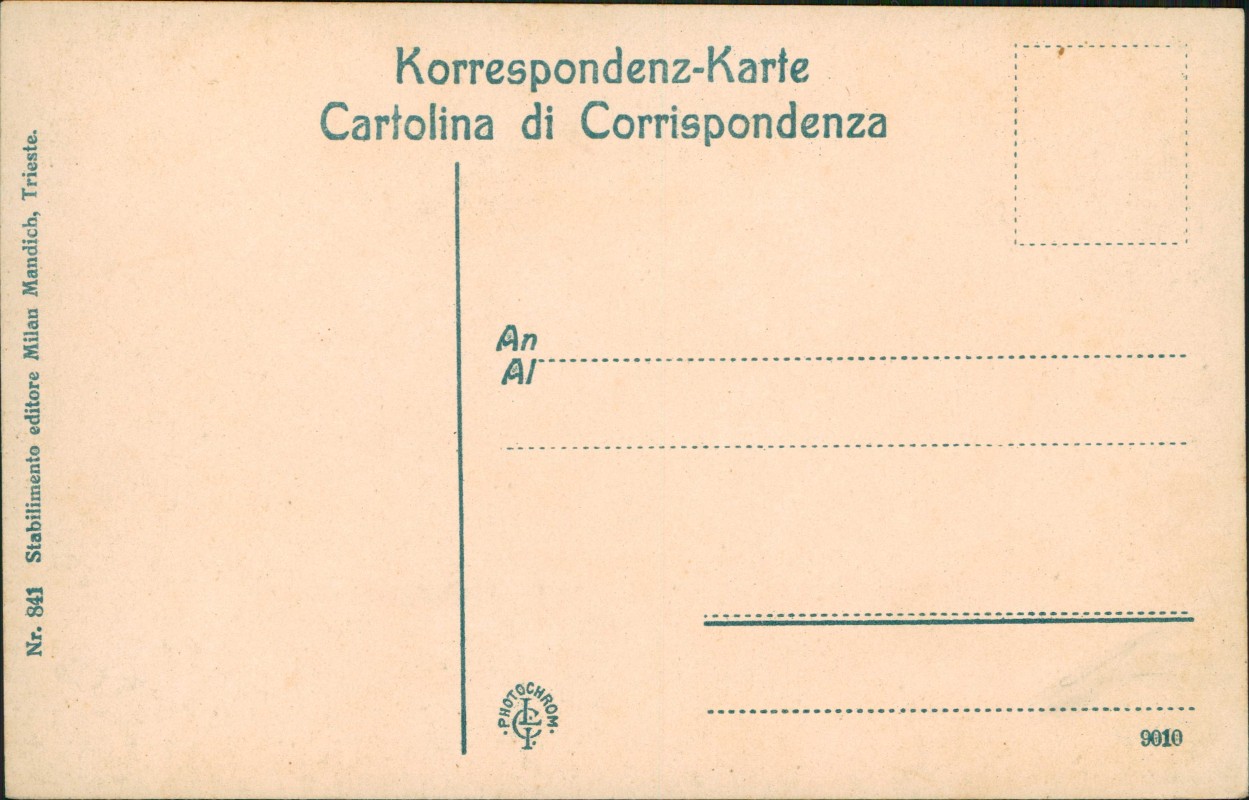 Korrespondenz-Karte
Cartolina di Corrispondenza
Nr. 841 Stabilimento editore Milan Mandich, Trieste.
An
Al
·PHOTOCHROM·
9010